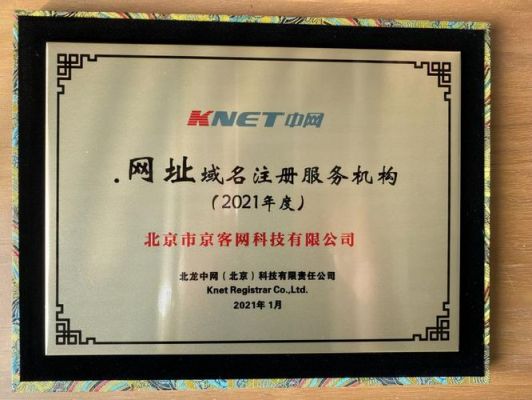 KNET中网
.网址域名注册服务机构
(2021年度)
北京市京客网科技有限公司
北龙中网(北京)科技有限责任公司
Knet Registrar Co.,Ltd.
2021年1月